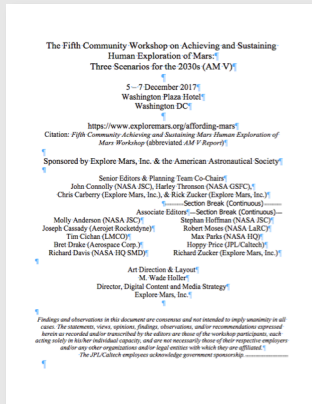 The Fifth Community Workshop on Achieving and Sustaining
Human Exploration of Mars:¶
Three Scenarios for the 2030s (AM V)¶
¶
5 – 7 December 2017¶
Washington Plaza Hotel¶
Washington DC¶
¶
https://www.exploremars.org/affording-mars¶
Citation: Fifth Community Workshop Achieving and Sustaining Mars Human Exploration of
Mars Workshop (abbreviated AM V Report)¶
¶
Sponsored by Explore Mars, Inc. & the American Astronautical Society¶
¶
Senior Editors & Planning Team Co-Chairs¶
John Connolly (NASA JSC), Harley Thronson (NASA GSFC),¶
Chris Carberry (Explore Mars, Inc.), & Rick Zucker (Explore Mars, Inc.)¶
¶Section Break (Continuous)
Associate Editors¶Section Break (Continuous)
Molly Anderson (NASA JSC)¶ Stephan Hoffman (NASA JSC)¶
Joseph Cassady (Aerojet Rocketdyne)¶ Robert Moses (NASA LaRC)¶
Tim Cichan (LMCO)¶ Max Parks (NASA HQ)¶
Bret Drake (Aerospace Corp.)¶ Hoppy Price (JPL/Caltech)¶
Richard Davis (NASA HQ SMD)¶ Richard Zucker (Explore Mars, Inc.)¶
¶
Art Direction & Layout¶
M. Wade Holler¶
Director, Digital Content and Media Strategy¶
Explore Mars, Inc.¶
¶
¶
Findings and observations in this document are consensus and not intended to imply unanimity in all
cases. The statements, views, opinions, findings, observations, and/or recommendations expressed
herein as recorded and/or transcribed by the editors are those of the workshop participants, each
acting solely in his/her individual capacity, and are not necessarily those of their respective employers
and/or any other organizations and/or legal entities with which they are affiliated.¶
The JPL/Caltech employees acknowledge government sponsorship.
¶